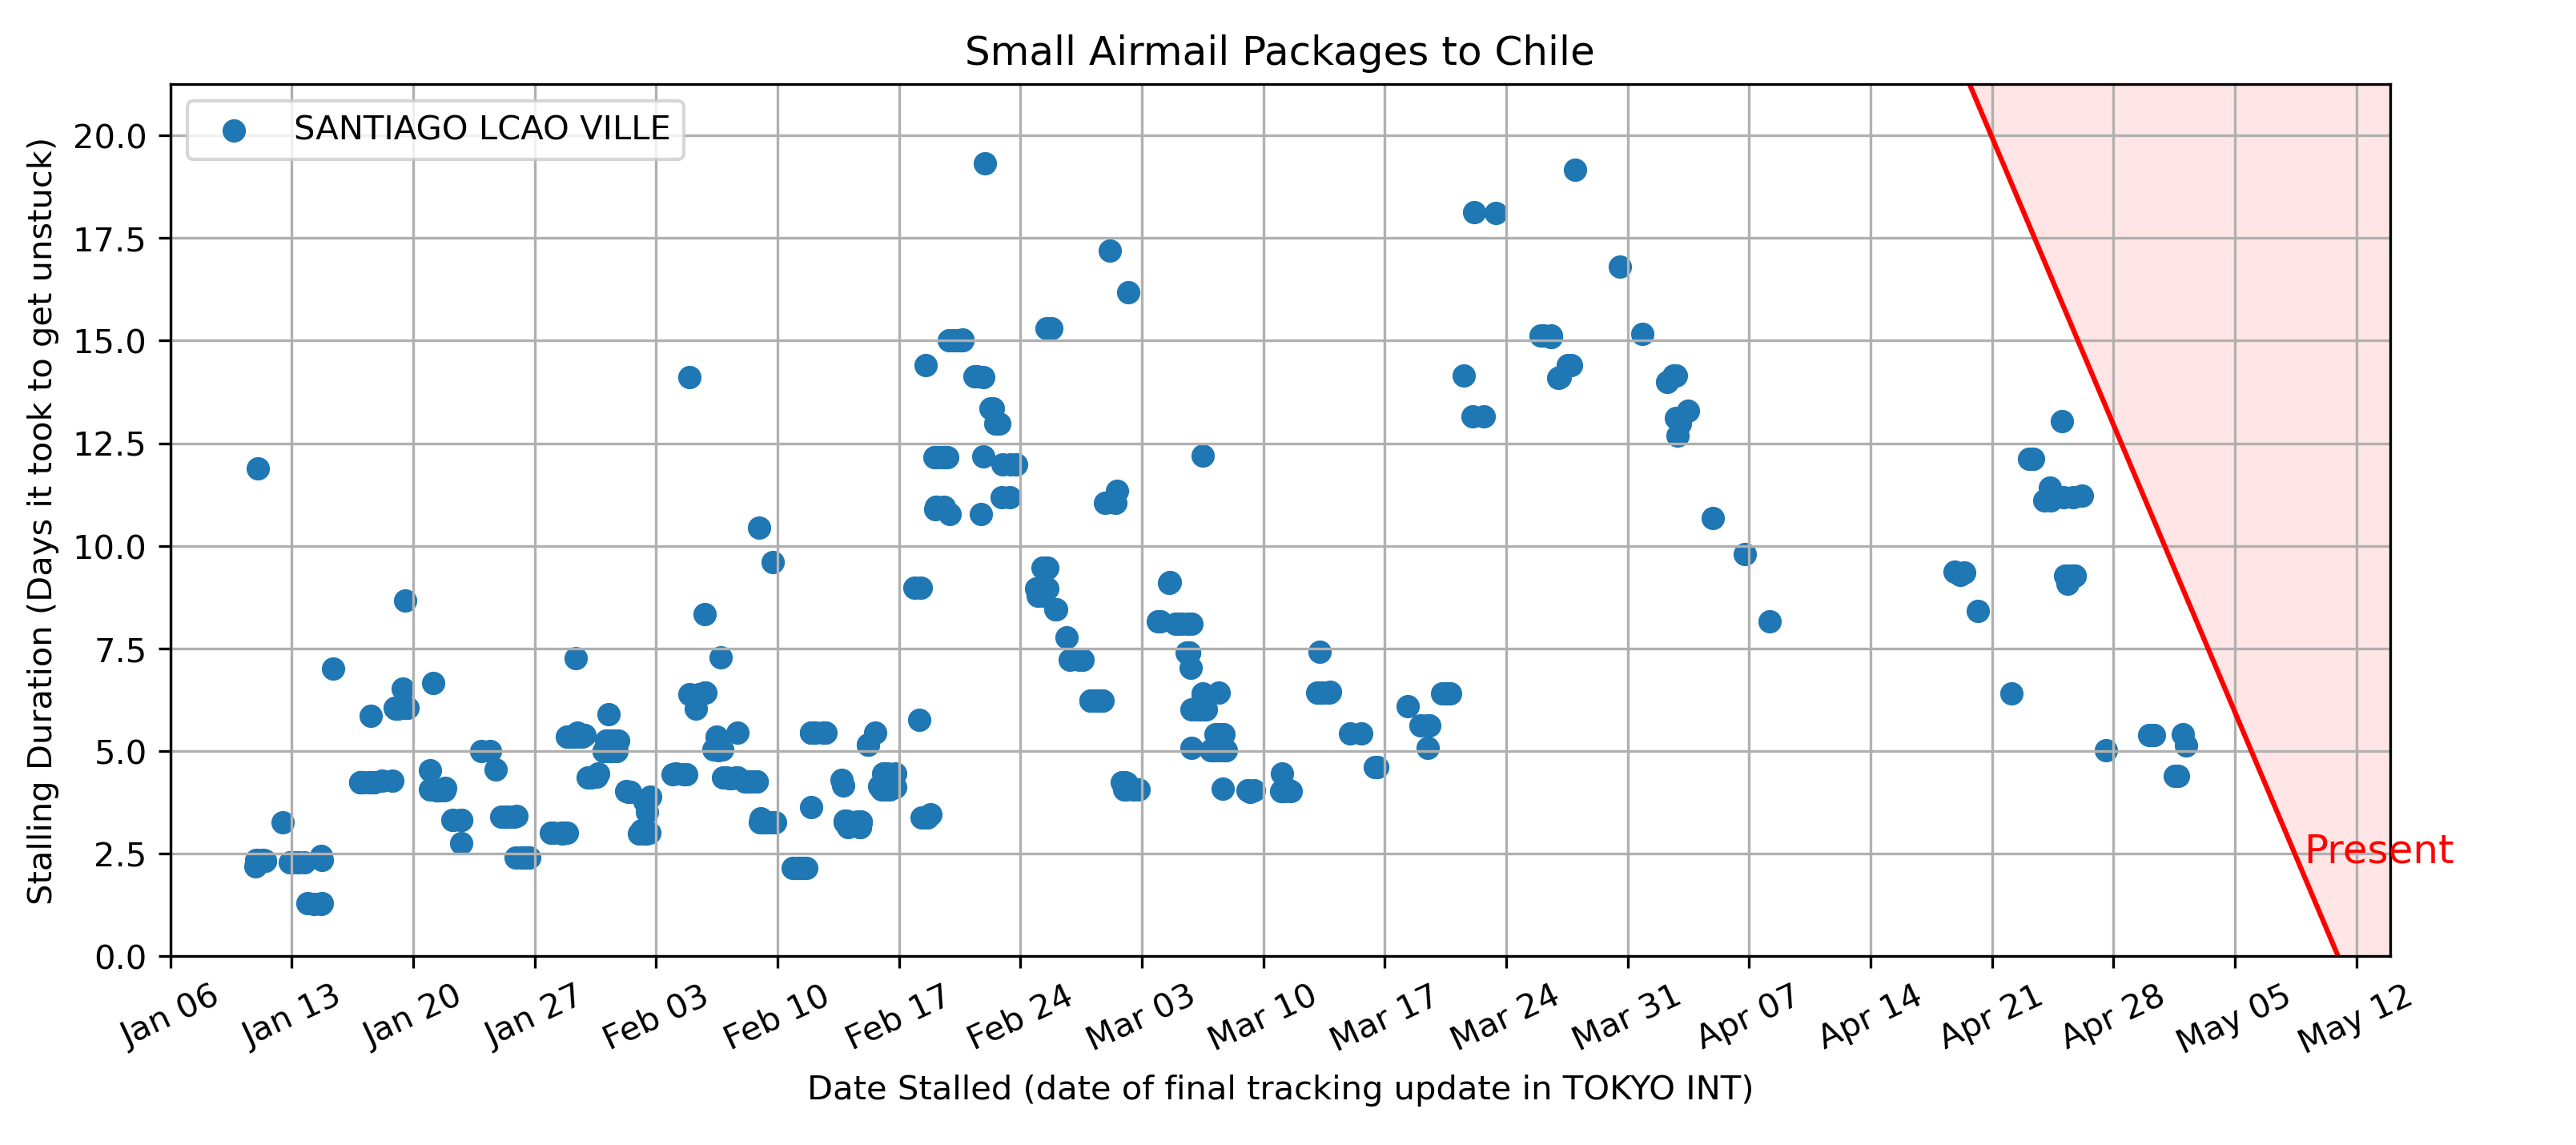 Small Airmail Packages to Chile
SANTIAGO LCAO VILLE
Stalling Duration (Days it took to get unstuck)
20.0
17.5
15.0
12.5
10.0
7.5
5.0
2.5
0.0
Present
Jan 06
Jan 13
Jan 20
Jan 27
Feb 03
Feb 10
Feb 17
Feb 24
Mar 03
Mar 10
Mar 17
Mar 24
Mar 31
Apr 07
Apr 14
Apr 21
Apr 28
May 05
May 12
Date Stalled (date of final tracking update in TOKYO INT)